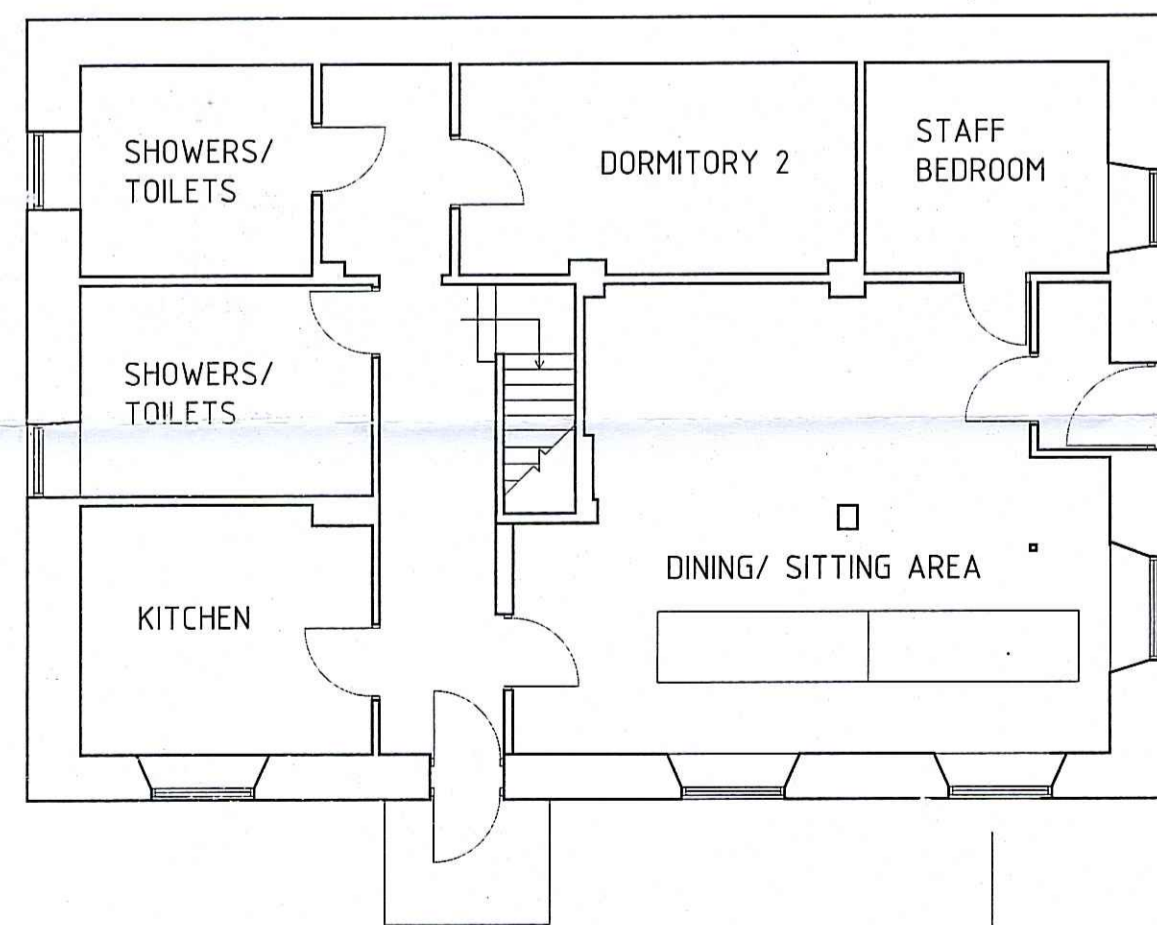 SHOWERS/
TOILETS
DORMITORY 2
STAFF
BEDROOM
SHOWERS/
TOILETS
DINING/ SITTING AREA
KITCHEN